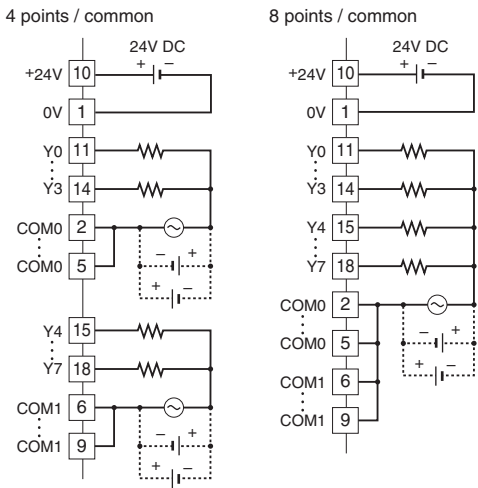 4 points / common
24V DC
+ −
+24V 10
0V 1
Y0 11
Y3 14
COM0 2
COM0 5
− +
+ −
Y4 15
Y7 18
COM1 6
COM1 9
− +
+ −
8 points / common
24V DC
+ −
+24V 10
0V 1
Y0 11
Y3 14
Y4 15
Y7 18
COM0 2
COM0 5
COM1 6
COM1 9
− +
+ −